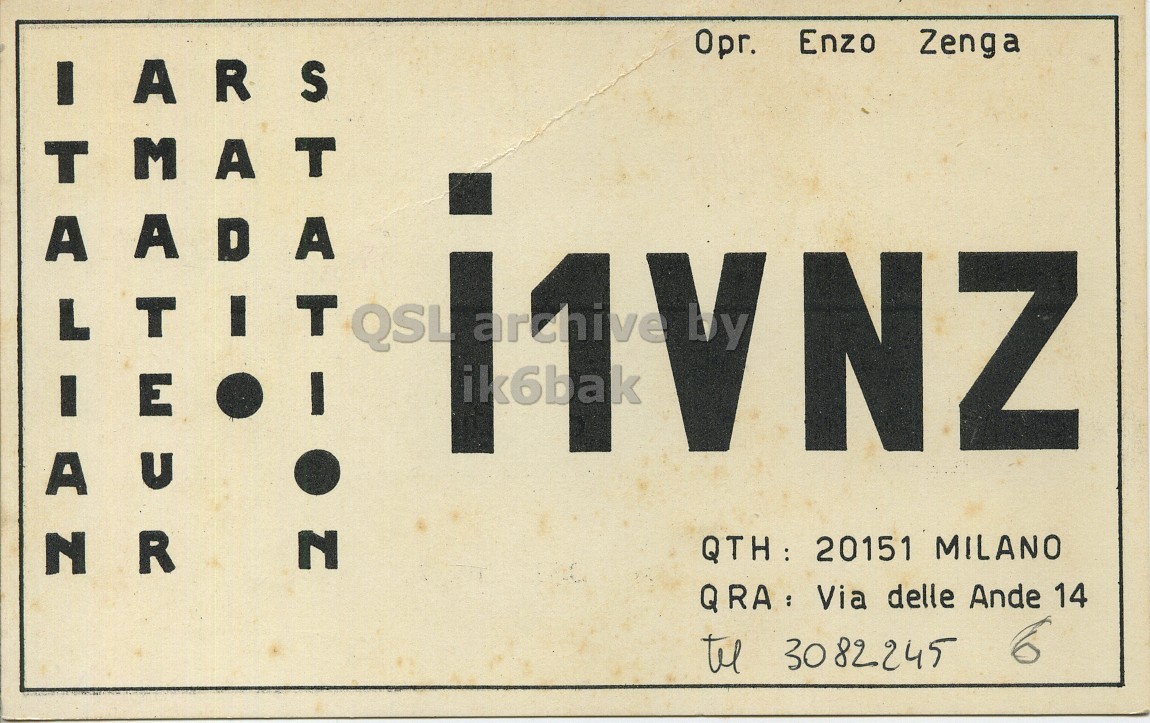 Opr. Enzo Zenga
ITALIAN
AMATEUR
RADIO
STATION
i1VNZ
QSL archive by
ik6bak
QTH: 20151 MILANO
QRA: Via delle Ande 14
tel 3082245 6